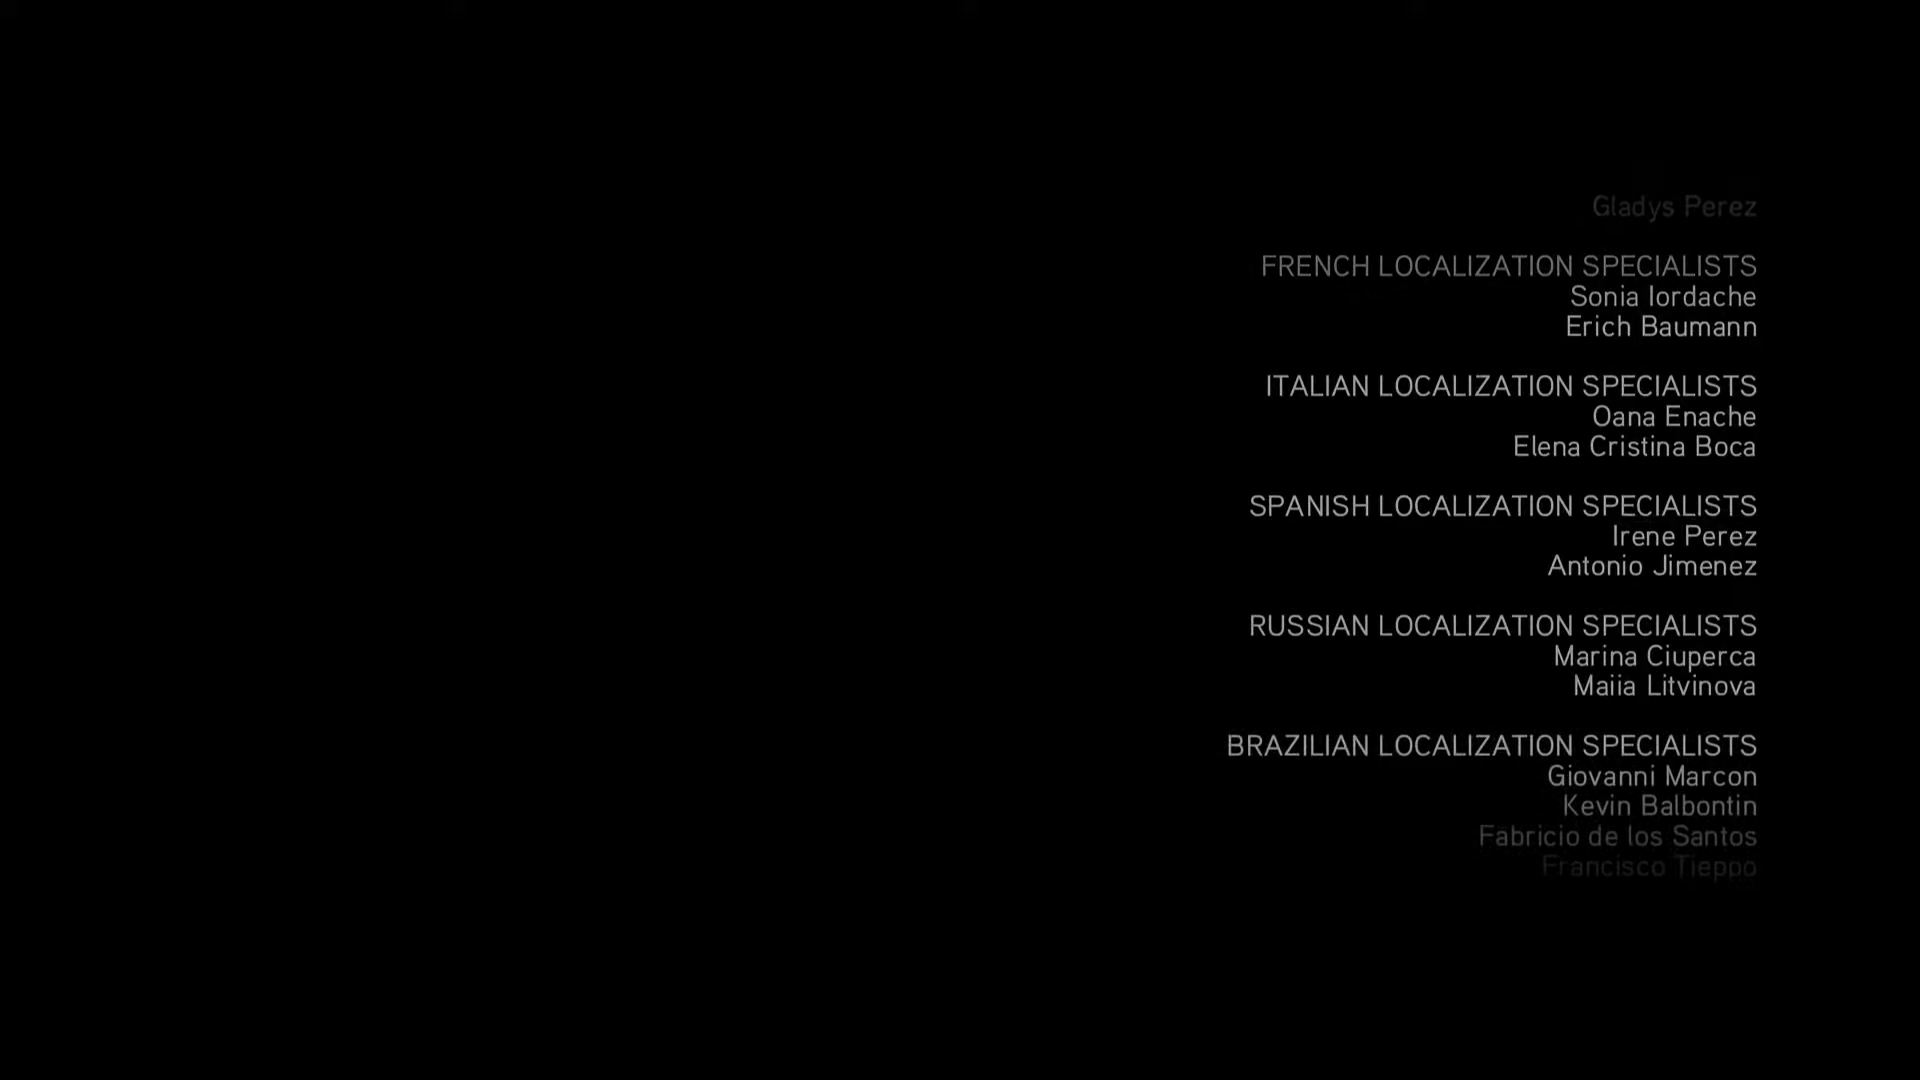 Gladys Perez
FRENCH LOCALIZATION SPECIALISTS
Sonia Iordache
Erich Baumann
ITALIAN LOCALIZATION SPECIALISTS
Oana Enache
Elena Cristina Boca
SPANISH LOCALIZATION SPECIALISTS
Irene Perez
Antonio Jimenez
RUSSIAN LOCALIZATION SPECIALISTS
Marina Ciuperca
Maiia Litvinova
BRAZILIAN LOCALIZATION SPECIALISTS
Giovanni Marcon
Kevin Balbontin
Fabricio de los Santos
Francisco Tieppo